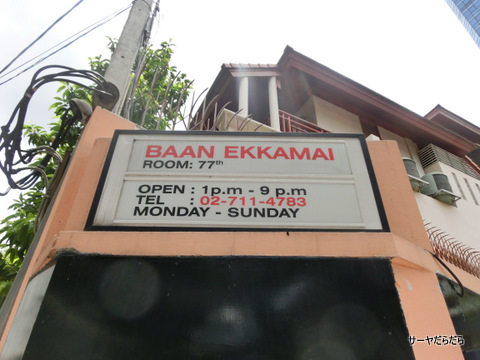 BAAN EKKAMAI
ROOM: 77th
OPEN : 1p.m - 9 p.m
TEL : 02-711-4783
MONDAY - SUNDAY
サーヤだらだら